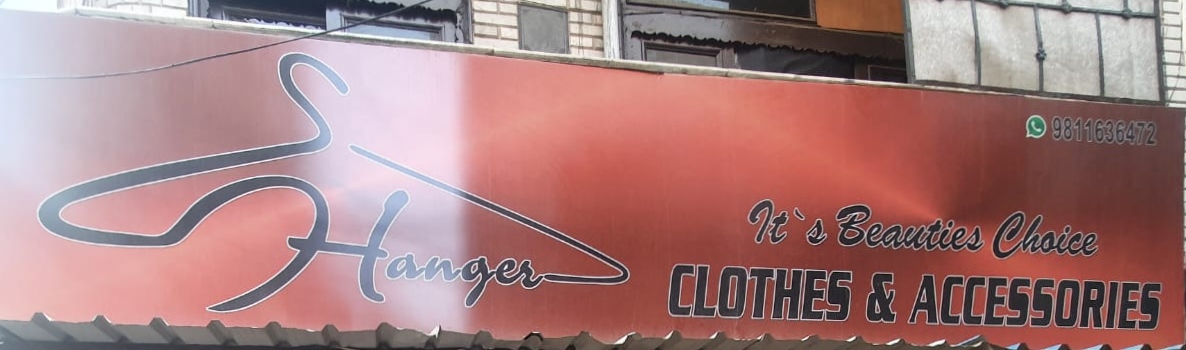 Hanger
9811636472
It`s Beauties Choice
CLOTHES & ACCESSORIES